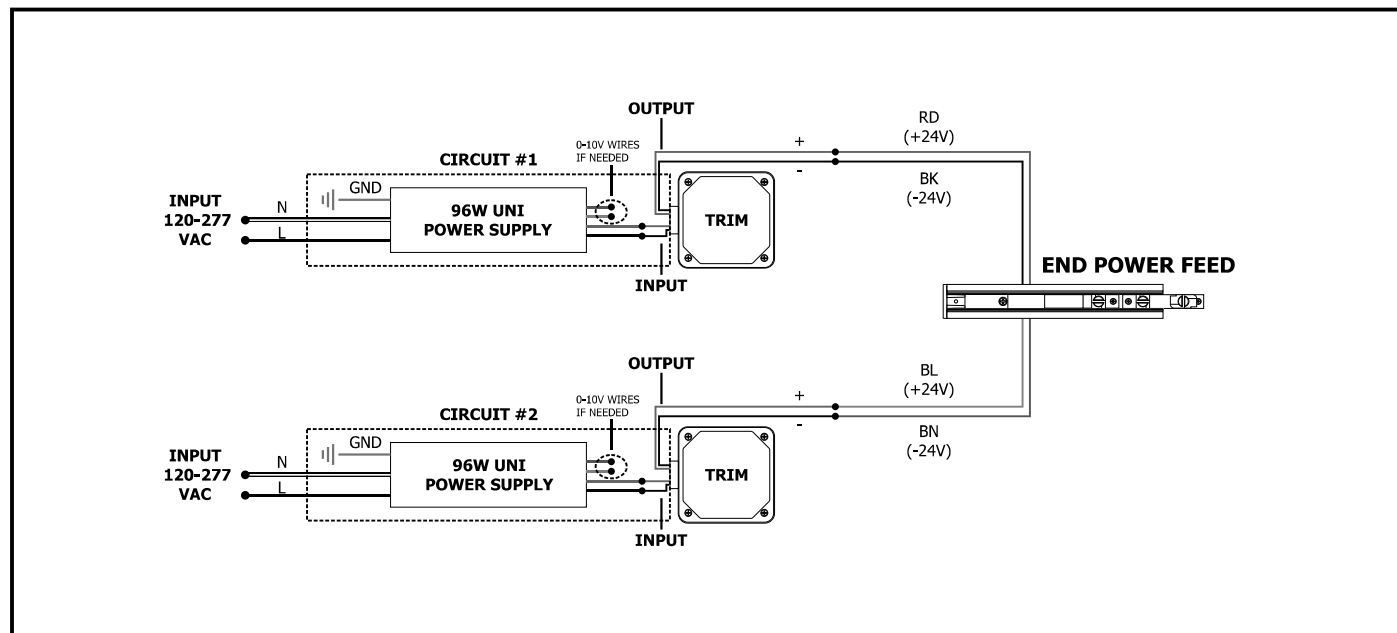 OUTPUT
RD
(+24V)
0-10V WIRES
IF NEEDED
+
CIRCUIT #1
-
BK
(-24V)
GND
INPUT
120-277
VAC
N
L
96W UNI
POWER SUPPLY
TRIM
INPUT
END POWER FEED
OUTPUT
BL
(+24V)
0-10V WIRES
IF NEEDED
+
CIRCUIT #2
-
BN
(-24V)
GND
INPUT
120-277
VAC
N
L
96W UNI
POWER SUPPLY
TRIM
INPUT